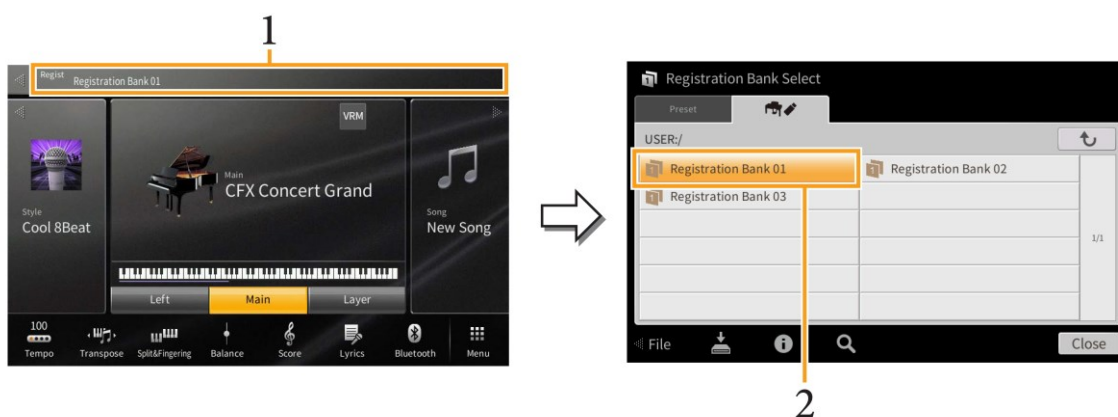 1
Regist
Registration Bank 01
VRM
Main
CFX Concert Grand
Style
Cool 8Beat
Song
New Song
Left
Main
Layer
100
Tempo
Transpose
Split&Fingering
Balance
Score
Lyrics
Bluetooth
Menu
Registration Bank Select
Preset
USER:/
Registration Bank 01
Registration Bank 02
Registration Bank 03
1/1
File
Close
2